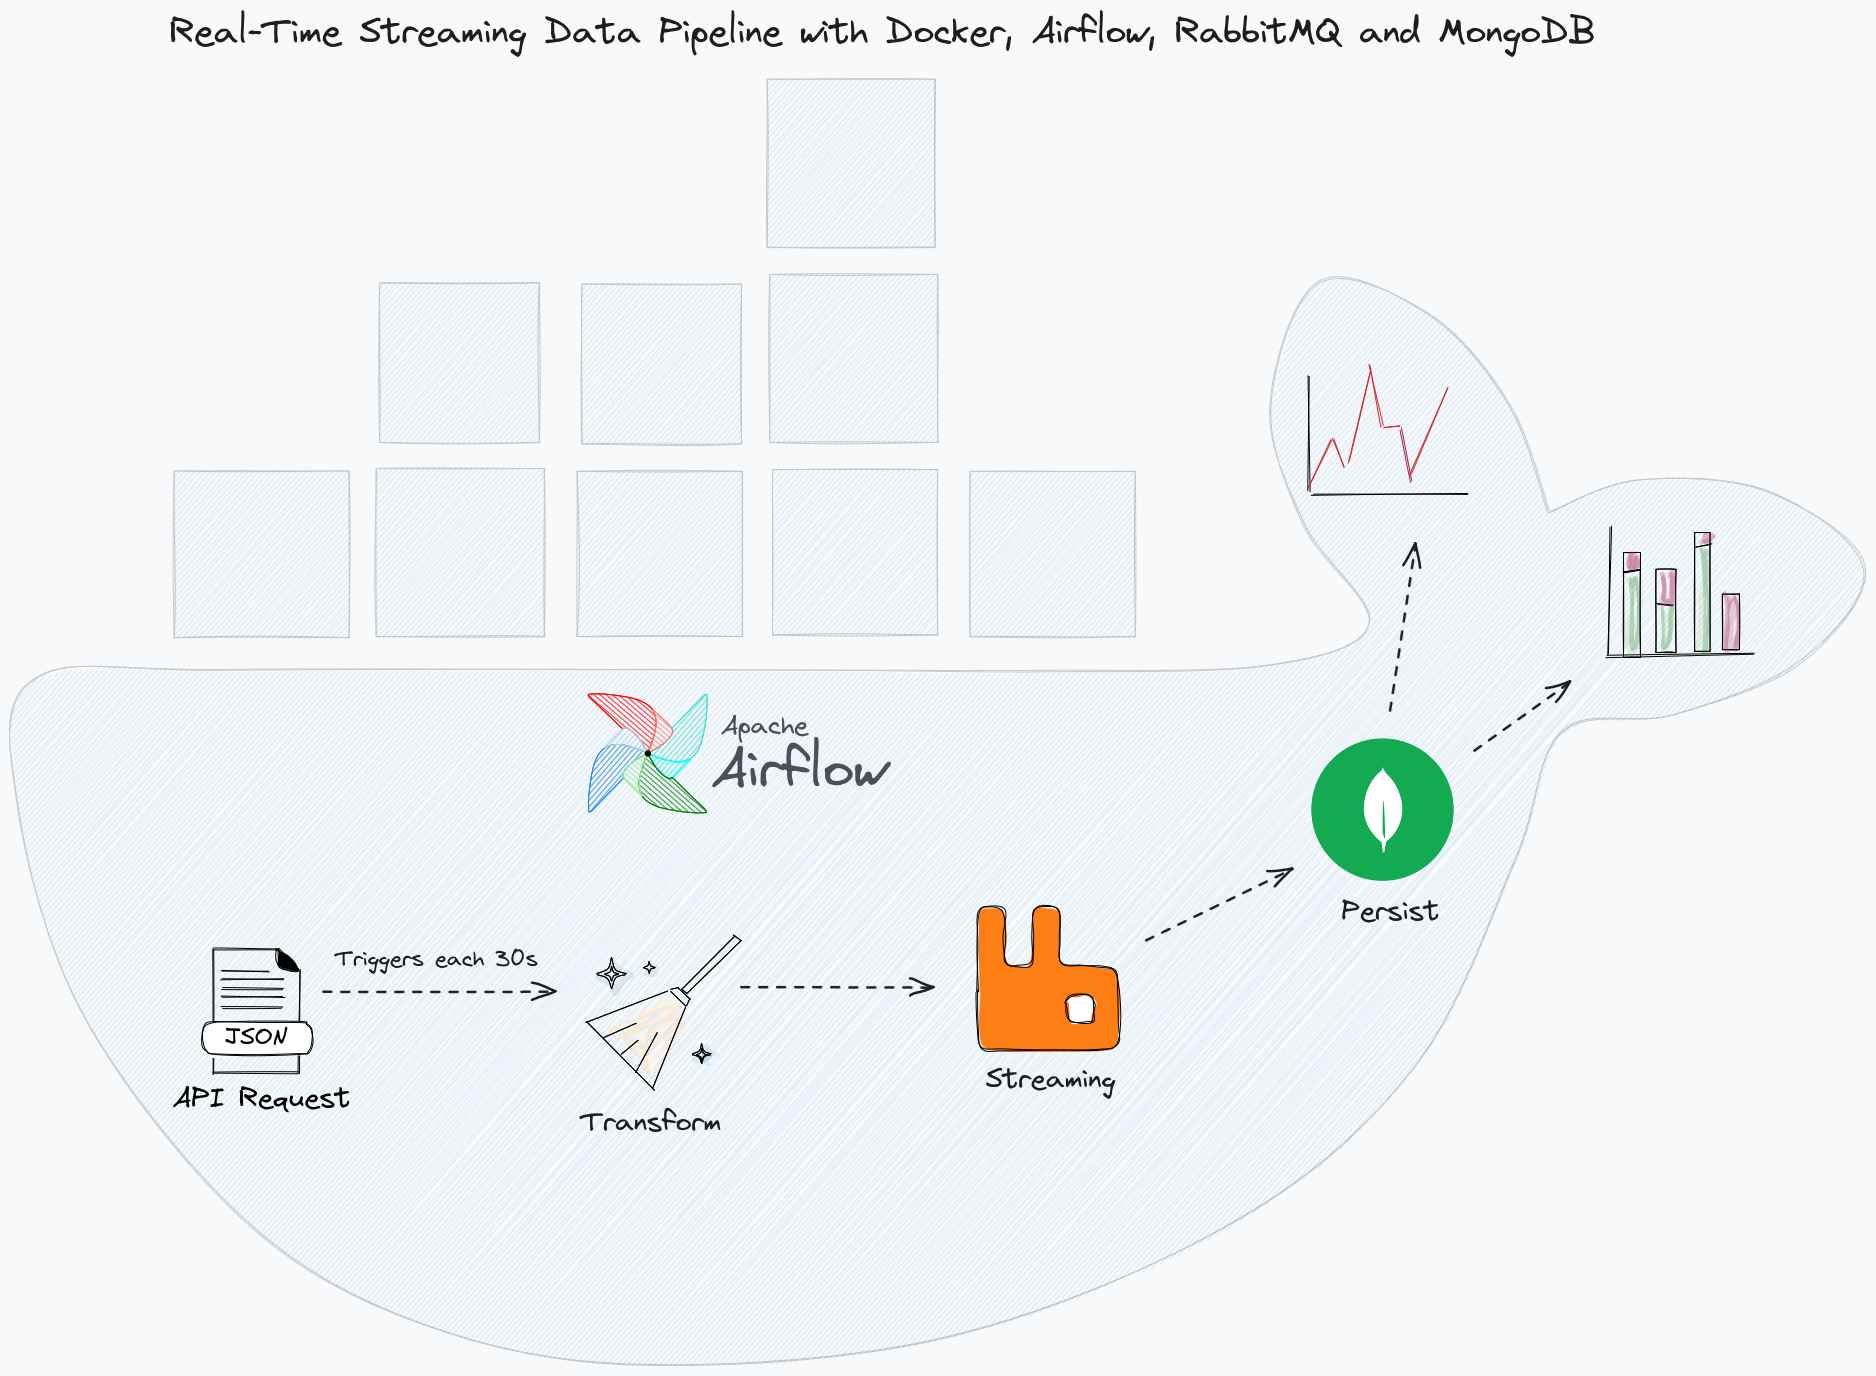 Real-Time Streaming Data Pipeline with Docker, Airflow, RabbitMQ and MongoDB
Apache
Airflow
Triggers each 30s
JSON
API Request
Transform
Streaming
Persist